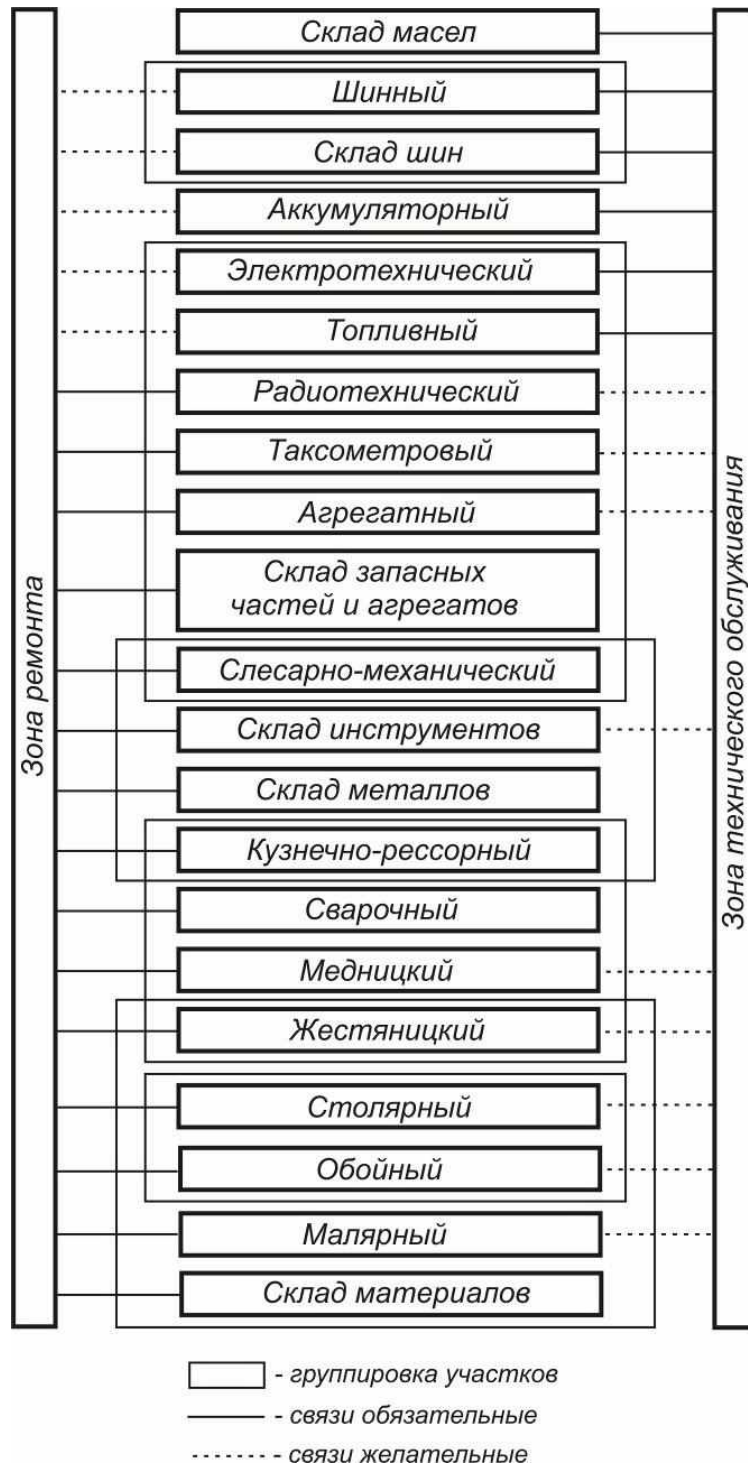 Склад масел
Шинный
Склад шин
Аккумуляторный
Электротехнический
Топливный
Радиотехнический
Таксометровый
Агрегатный
Склад запасных
частей и агрегатов
Слесарно-механический
Склад инструментов
Склад металлов
Кузнечно-рессорный
Сварочный
Медницкий
Жестяницкий
Столярный
Обойный
Малярный
Склад материалов
Зона ремонта
Зона технического обслуживания
- группировка участков
- связи обязательные
- связи желательные